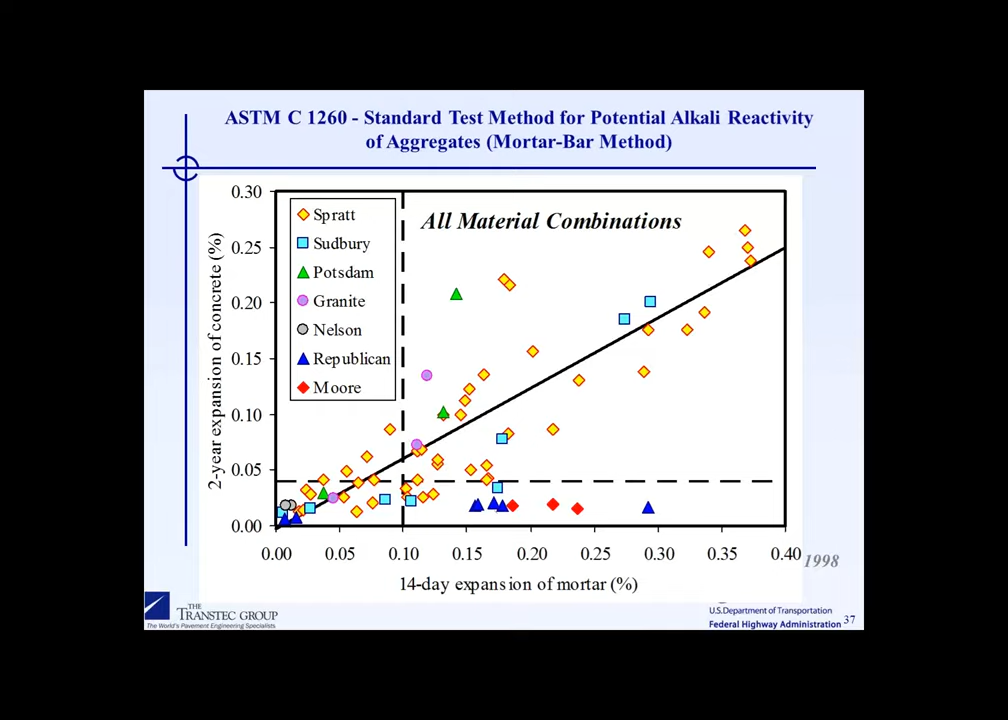 ASTM C 1260 - Standard Test Method for Potential Alkali Reactivity
of Aggregates (Mortar-Bar Method)
All Material Combinations
Spratt
Sudbury
Potsdam
Granite
Nelson
Republican
Moore
2-year expansion of concrete (%)
0.30
0.25
0.20
0.15
0.10
0.05
0.00
0.00 0.05 0.10 0.15 0.20 0.25 0.30 0.35 0.40
14-day expansion of mortar (%)
1998
THE
TRANSTEC GROUP
The World's Pavement Engineering Specialists
U.S.Department of Transportation
Federal Highway Administration
37